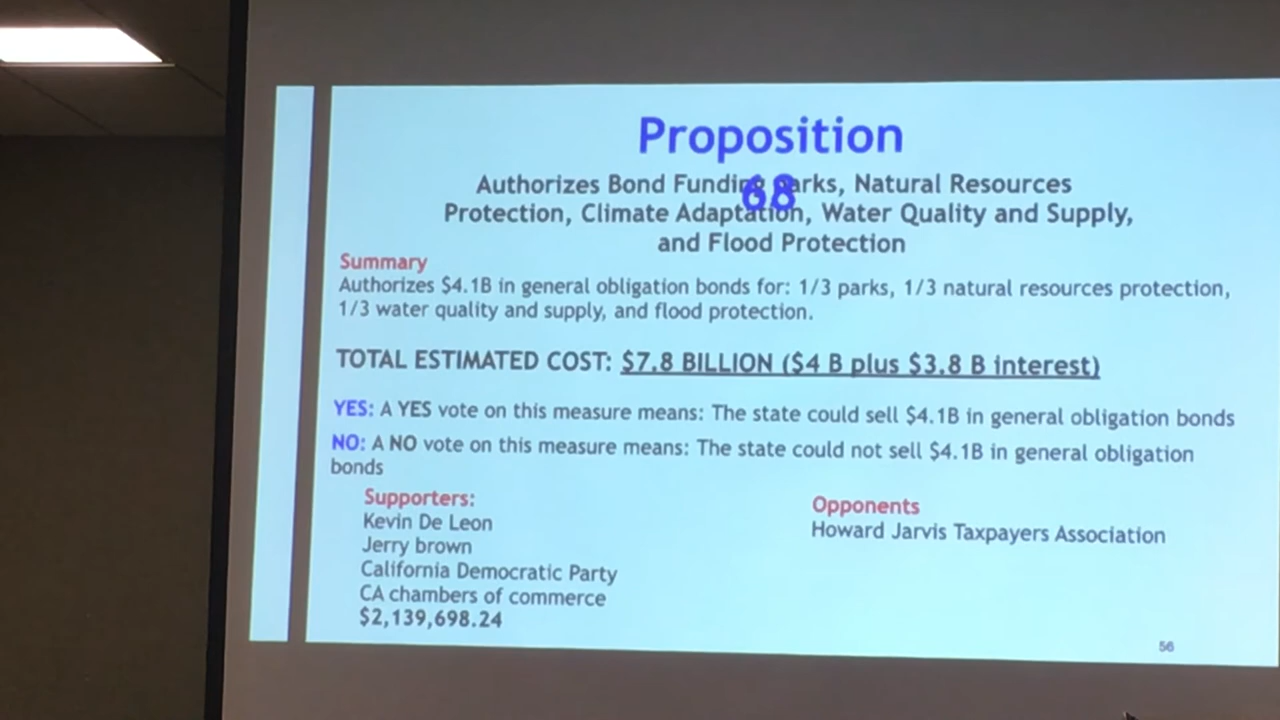 Proposition
68
Authorizes Bond Funding Parks, Natural Resources
Protection, Climate Adaptation, Water Quality and Supply,
and Flood Protection
Summary
Authorizes $4.1B in general obligation bonds for: 1/3 parks, 1/3 natural resources protection,
1/3 water quality and supply, and flood protection.
TOTAL ESTIMATED COST: $7.8 BILLION ($4 B plus $3.8 B interest)
YES: A YES vote on this measure means: The state could sell $4.1B in general obligation bonds
NO: A NO vote on this measure means: The state could not sell $4.1B in general obligation
bonds
Supporters:
Kevin De Leon
Jerry brown
California Democratic Party
CA chambers of commerce
$2,139,698.24
Opponents
Howard Jarvis Taxpayers Association
56